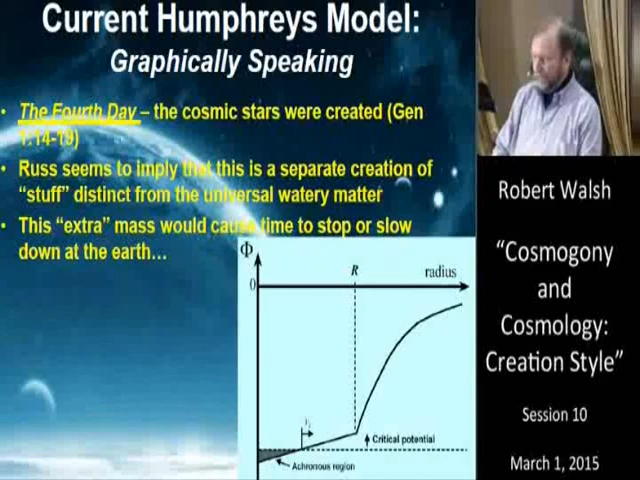 Current Humphreys Model:
Graphically Speaking
• The Fourth Day – the cosmic stars were created (Gen
1:14-19)
• Russ seems to imply that this is a separate creation of
"stuff" distinct from the universal watery matter
• This "extra" mass would cause time to stop or slow
down at the earth…
Φ
R
radius
0
Critical potential
Achronous region
Robert Walsh
"Cosmogony
and
Cosmology:
Creation Style"
Session 10
March 1, 2015